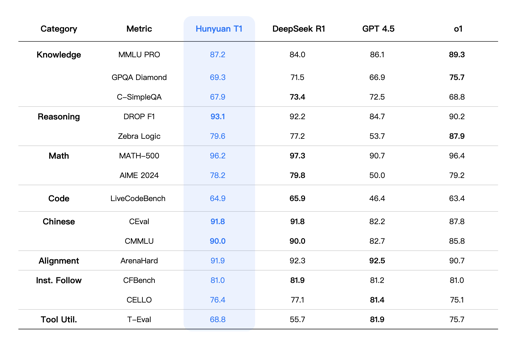 Category Metric Hunyuan T1 DeepSeek R1 GPT 4.5 o1
Knowledge MMLU PRO 87.2 84.0 86.1 89.3
GPQA Diamond 69.3 71.5 66.9 75.7
C-SimpleQA 67.9 73.4 72.5 68.8
Reasoning DROP F1 93.1 92.2 84.7 90.2
Zebra Logic 79.6 77.2 53.7 87.9
Math MATH-500 96.2 97.3 90.7 96.4
AIME 2024 78.2 79.8 50.0 79.2
Code LiveCodeBench 64.9 65.9 46.4 63.4
Chinese CEval 91.8 91.8 82.2 87.8
CMMLU 90.0 90.0 82.7 85.8
Alignment ArenaHard 91.9 92.3 92.5 90.7
Inst. Follow CFBench 81.0 81.9 81.2 81.0
CELLO 76.4 77.1 81.4 75.1
Tool Util. T-Eval 68.8 55.7 81.9 75.7